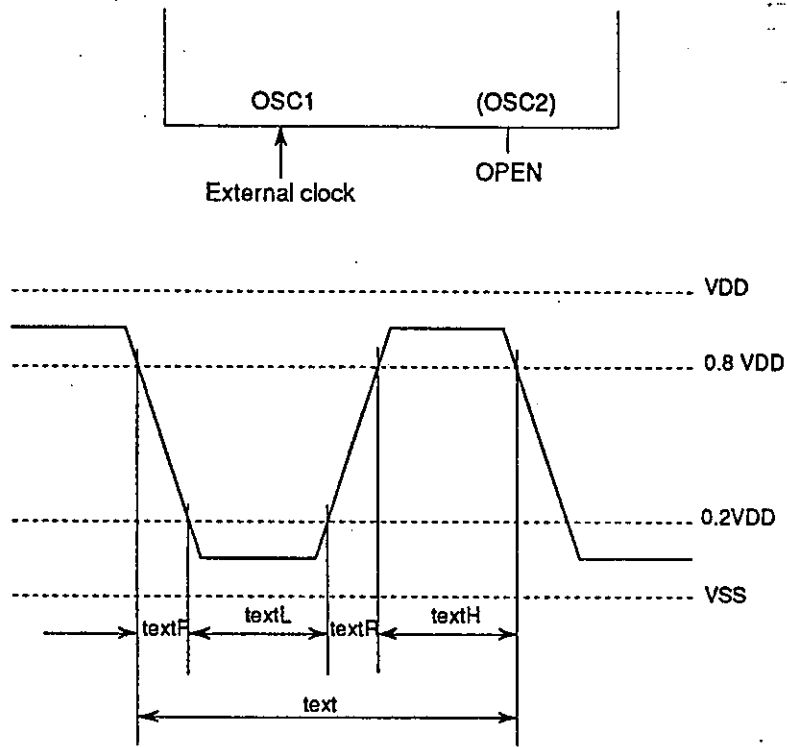 OSC1 (OSC2)
OPEN
External clock
VDD
0.8 VDD
0.2VDD
VSS
textF textL textR textH
text